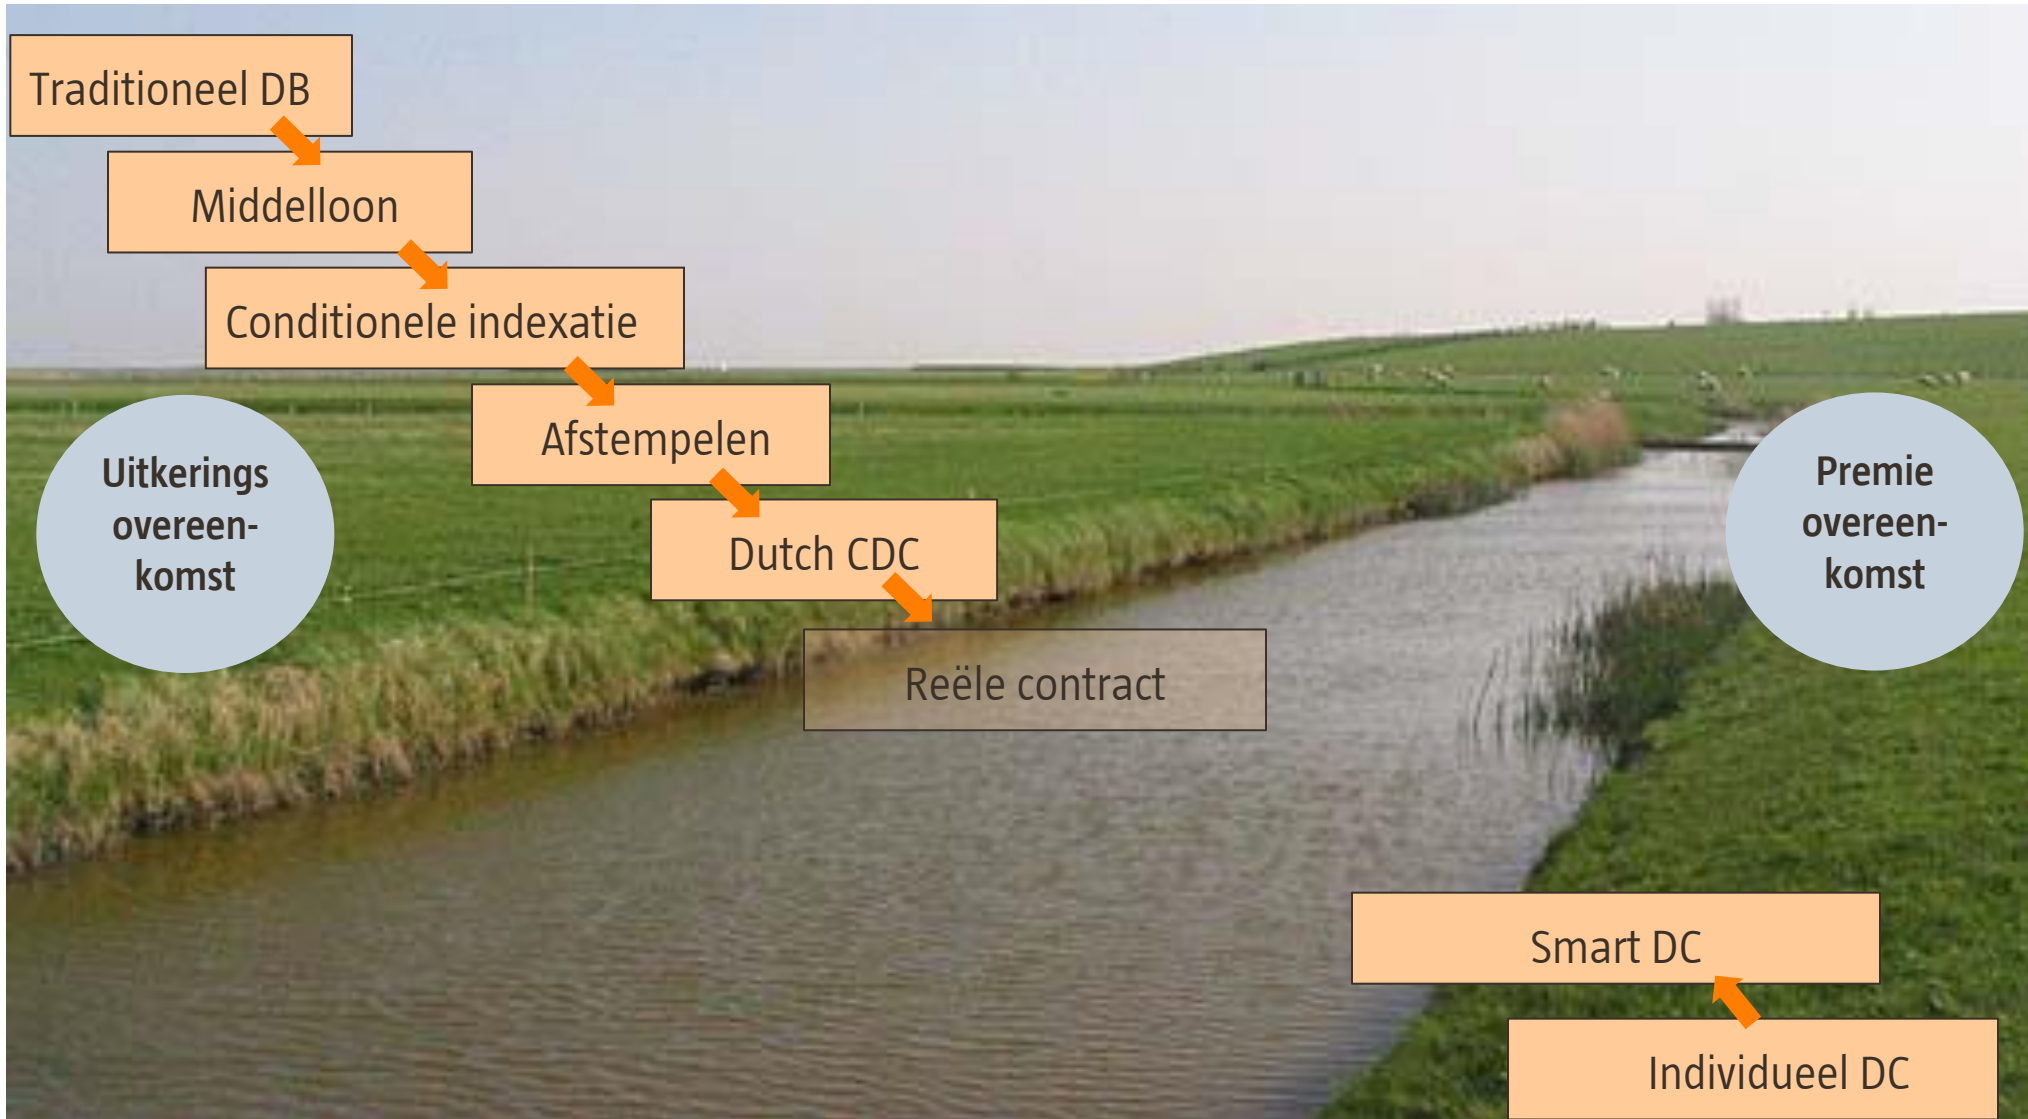 Traditioneel DB
Middelloon
Conditionele indexatie
Afstempelen
Uitkerings
overeen-
komst
Premie
overeen-
komst
Dutch CDC
Reële contract
Smart DC
Individueel DC